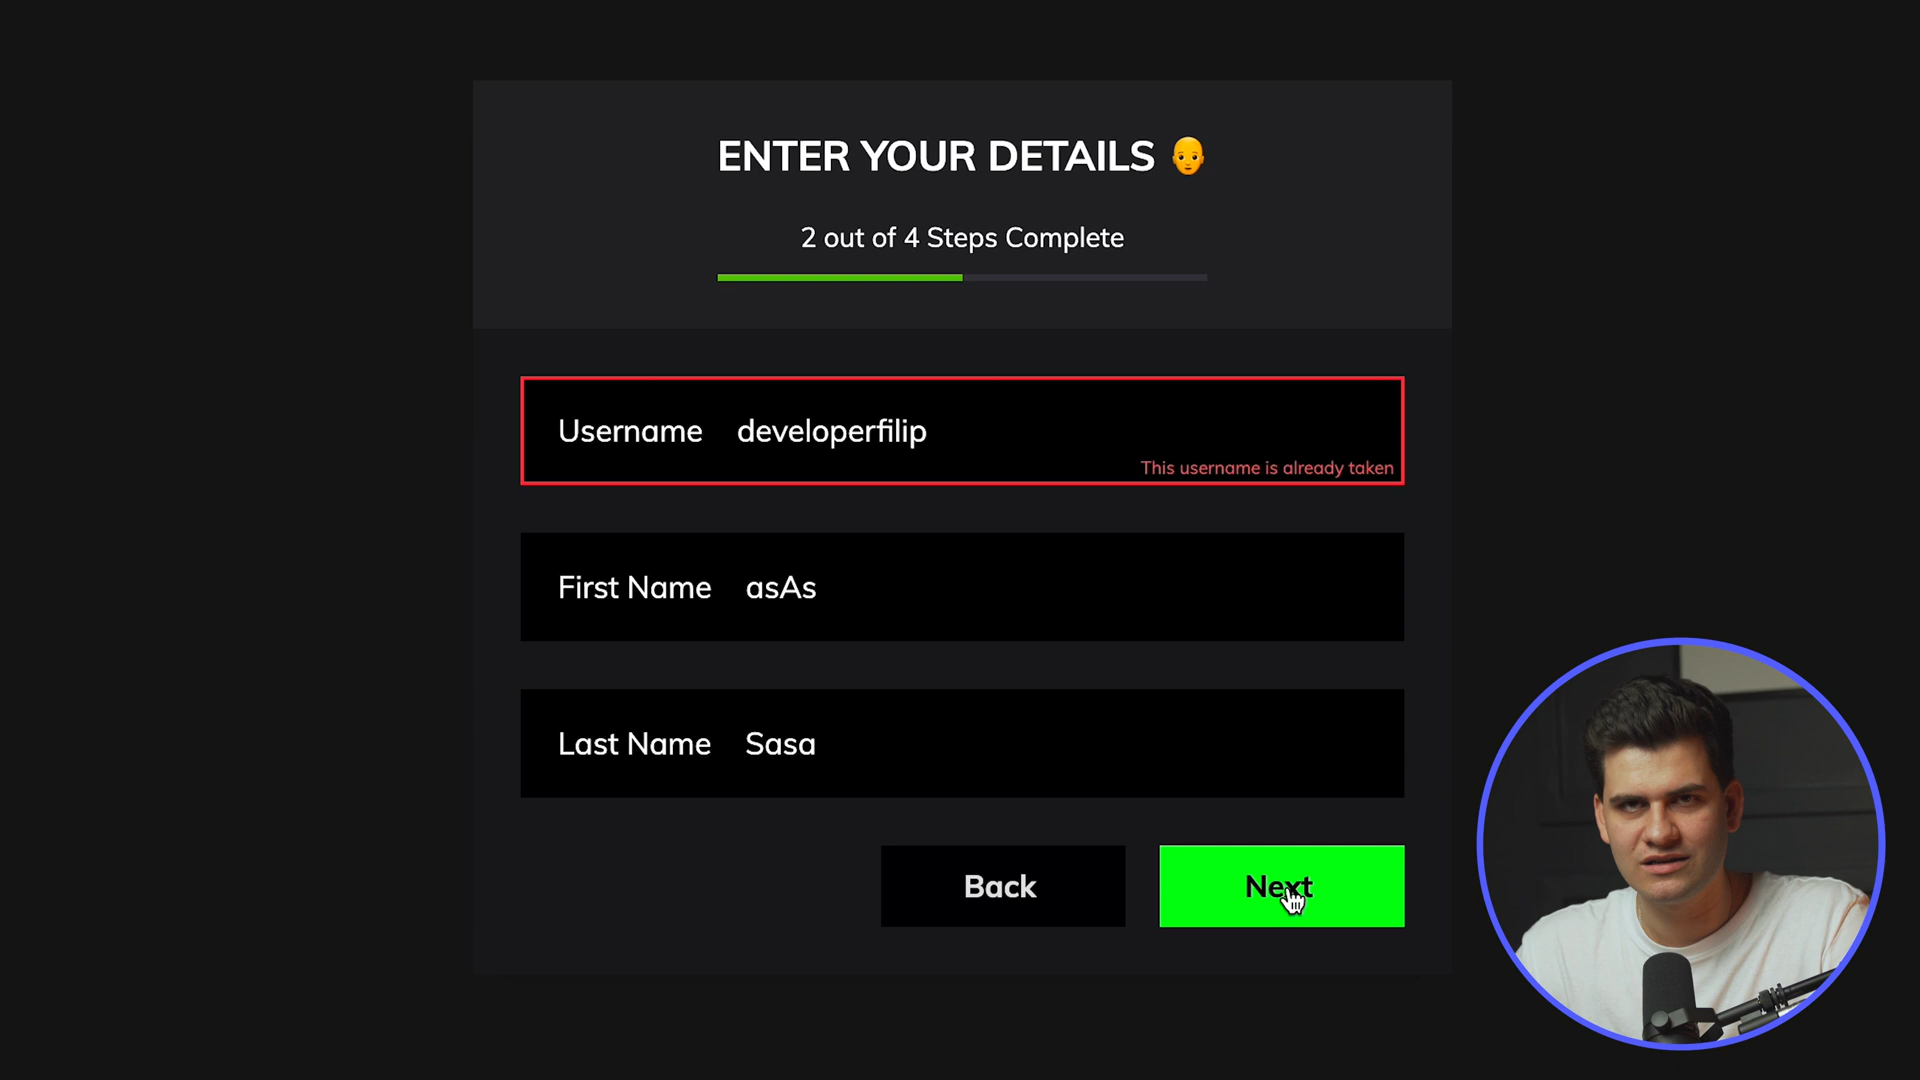 ENTER YOUR DETAILS
2 out of 4 Steps Complete
Username developerfilip
This username is already taken
First Name asAs
Last Name Sasa
Back
Next